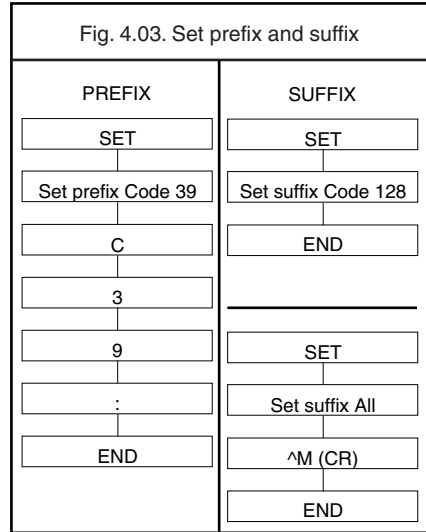 Fig. 4.03. Set prefix and suffix
PREFIX
SET
Set prefix Code 39
C
3
9
:
END
SUFFIX
SET
Set suffix Code 128
END
SET
Set suffix All
^M (CR)
END